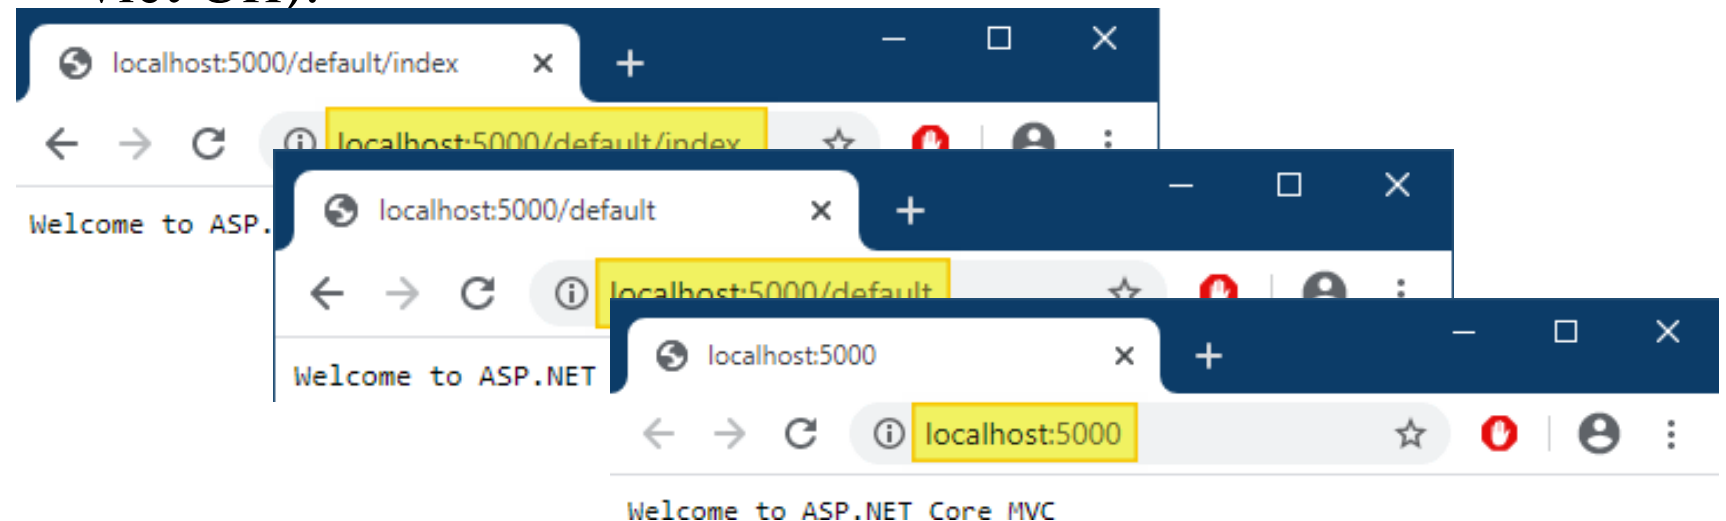 localhost:5000/default/index
localhost:5000/default/index
Welcome to ASP.
localhost:5000/default
localhost:5000/default
Welcome to ASP.NET
localhost:5000
localhost:5000
Welcome to ASP.NET Core MVC